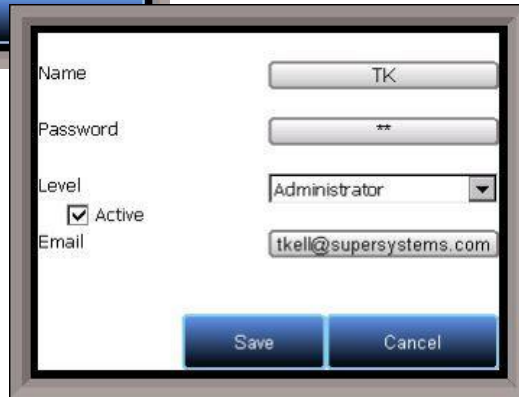 Name TK
Password **
Level Administrator
Active
Email tkell@supersystems.com
Save Cancel